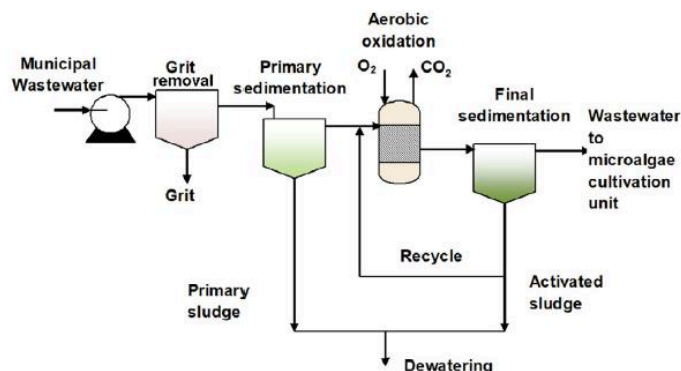 Municipal
Wastewater
Grit
removal
Primary
sedimentation
Aerobic
oxidation
O₂
CO₂
Final
sedimentation
Wastewater
to
microalgae
cultivation
unit
Grit
Recycle
Primary
sludge
Activated
sludge
Dewatering